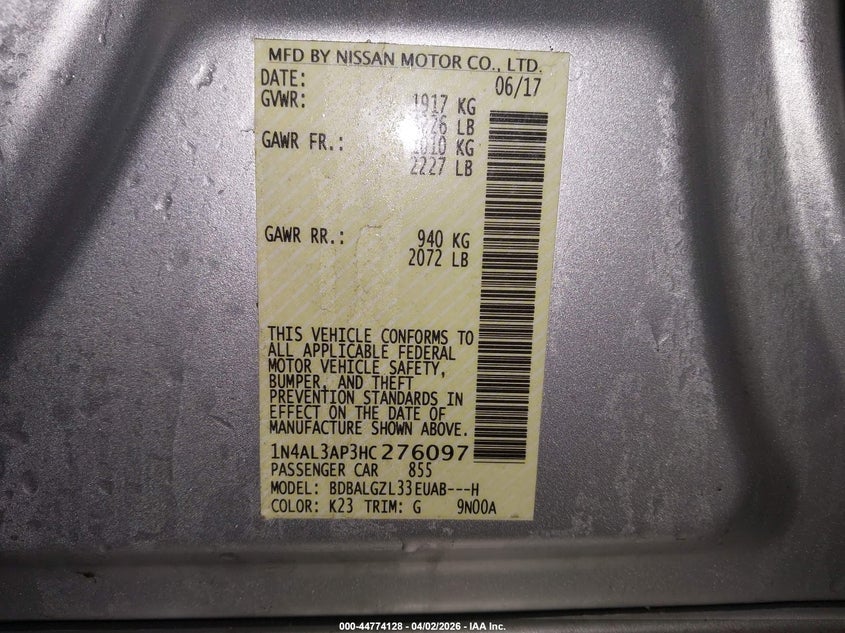 MFD BY NISSAN MOTOR CO., LTD.
DATE: 06/17
GVWR: 1917 KG
LB
GAWR FR.: 1010 KG
2227 LB
GAWR RR.: 940 KG
2072 LB
THIS VEHICLE CONFORMS TO
ALL APPLICABLE FEDERAL
MOTOR VEHICLE SAFETY,
BUMPER, AND THEFT
PREVENTION STANDARDS IN
EFFECT ON THE DATE OF
MANUFACTURE SHOWN ABOVE.
1N4AL3AP3HC276097
PASSENGER CAR 855
MODEL: BDBALGZL33EUAB---H
COLOR: K23 TRIM: G 9N00A
000-44774128 - 04/02/2026 - IAA Inc.